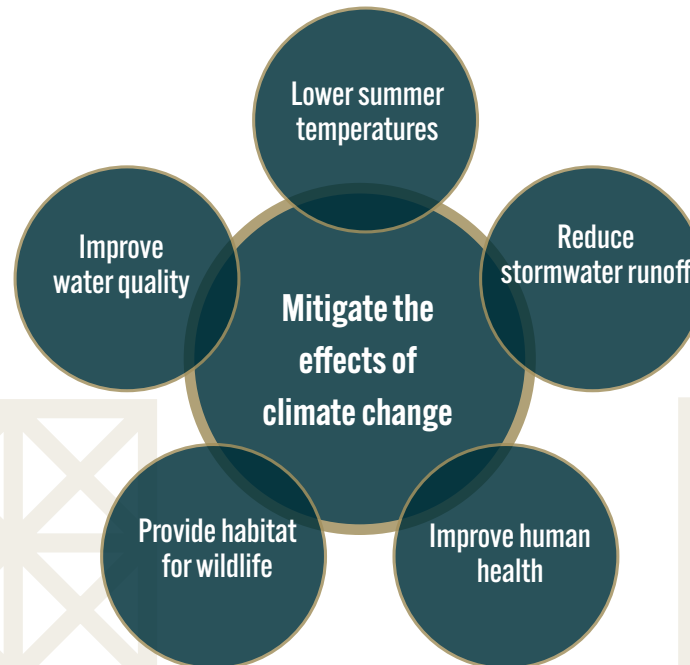 Lower summer
temperatures
Improve
water quality
Reduce
stormwater runoff
Mitigate the
effects of
climate change
Provide habitat
for wildlife
Improve human
health